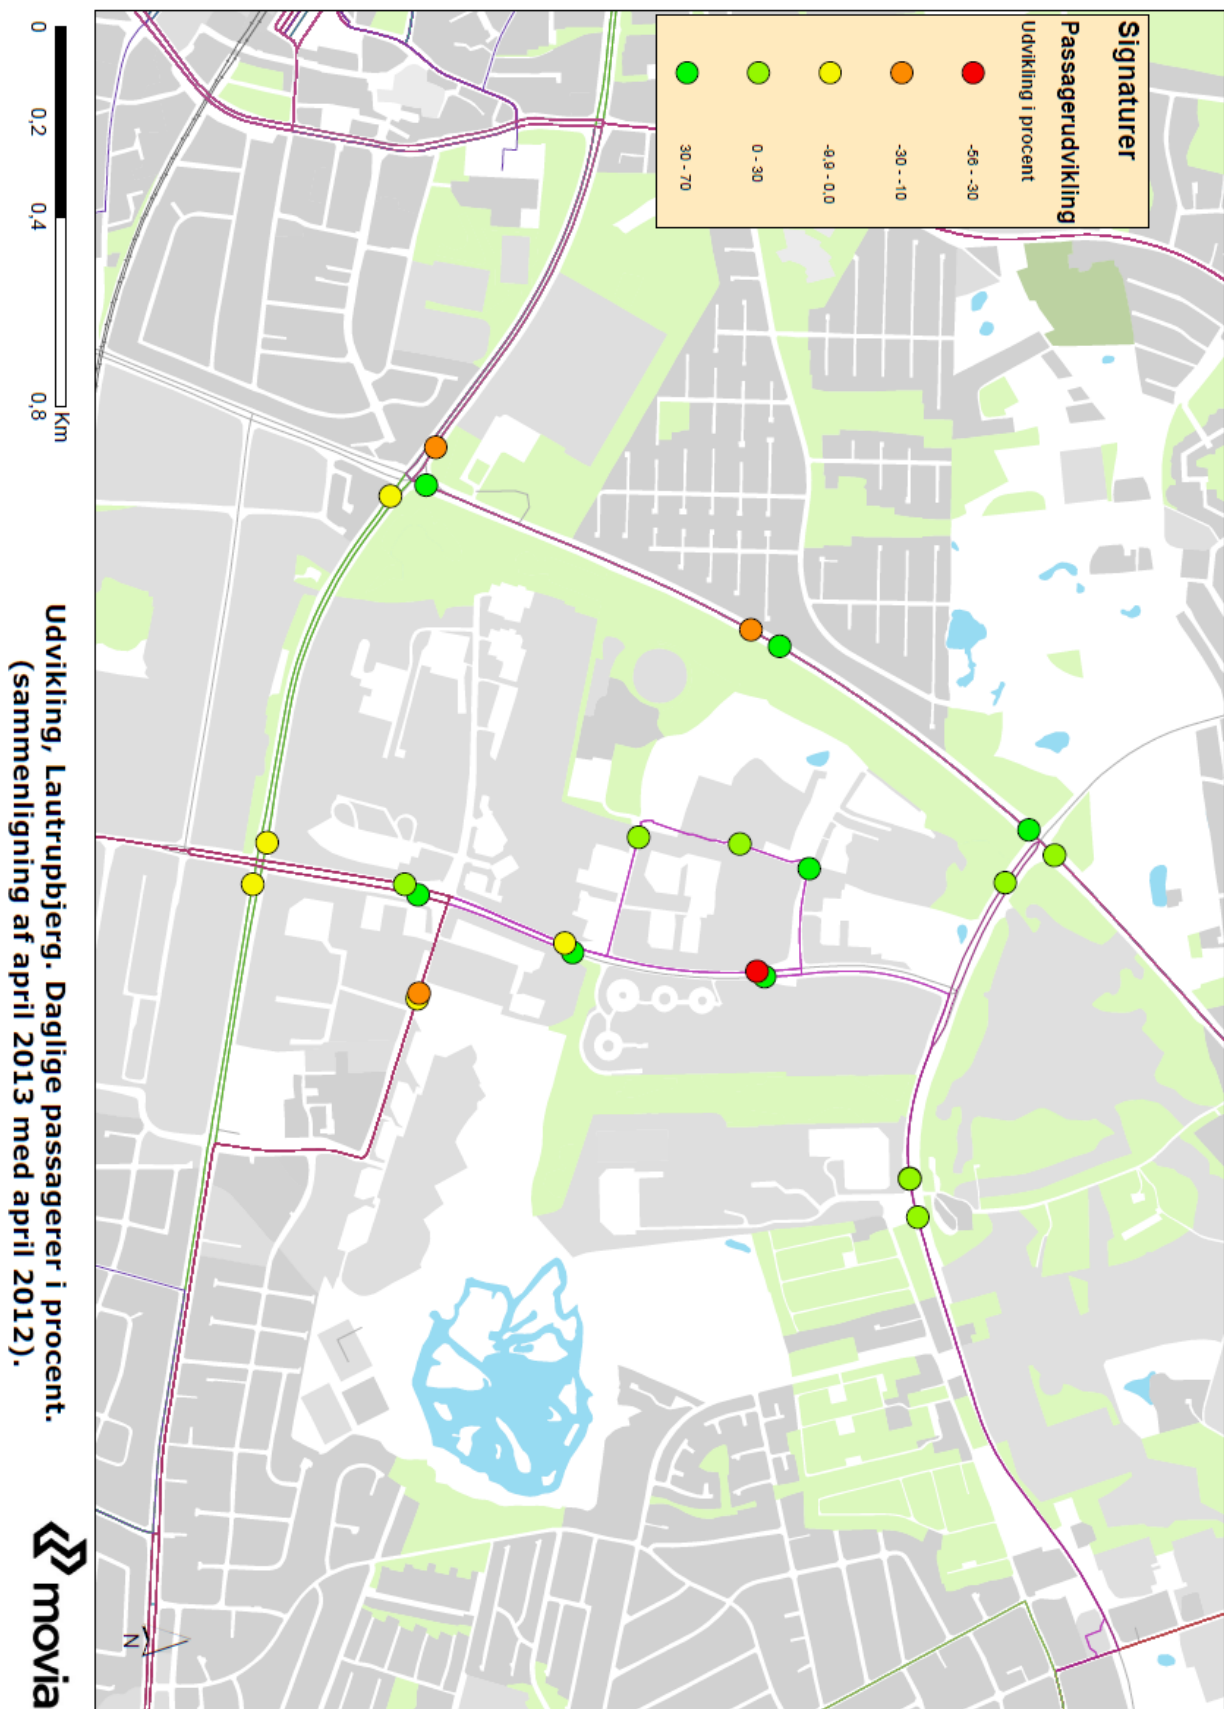 Signaturer
Passagerudvikling
Udvikling i procent
-56 - -30
-30 - -10
-9,9 - 0,0
0 - 30
30 - 70
0 0,2 0,4 0,8
Km
Udvikling, Lautrupbjerg. Daglige passagerer i procent.
(sammenligning af april 2013 med april 2012).
movia
N